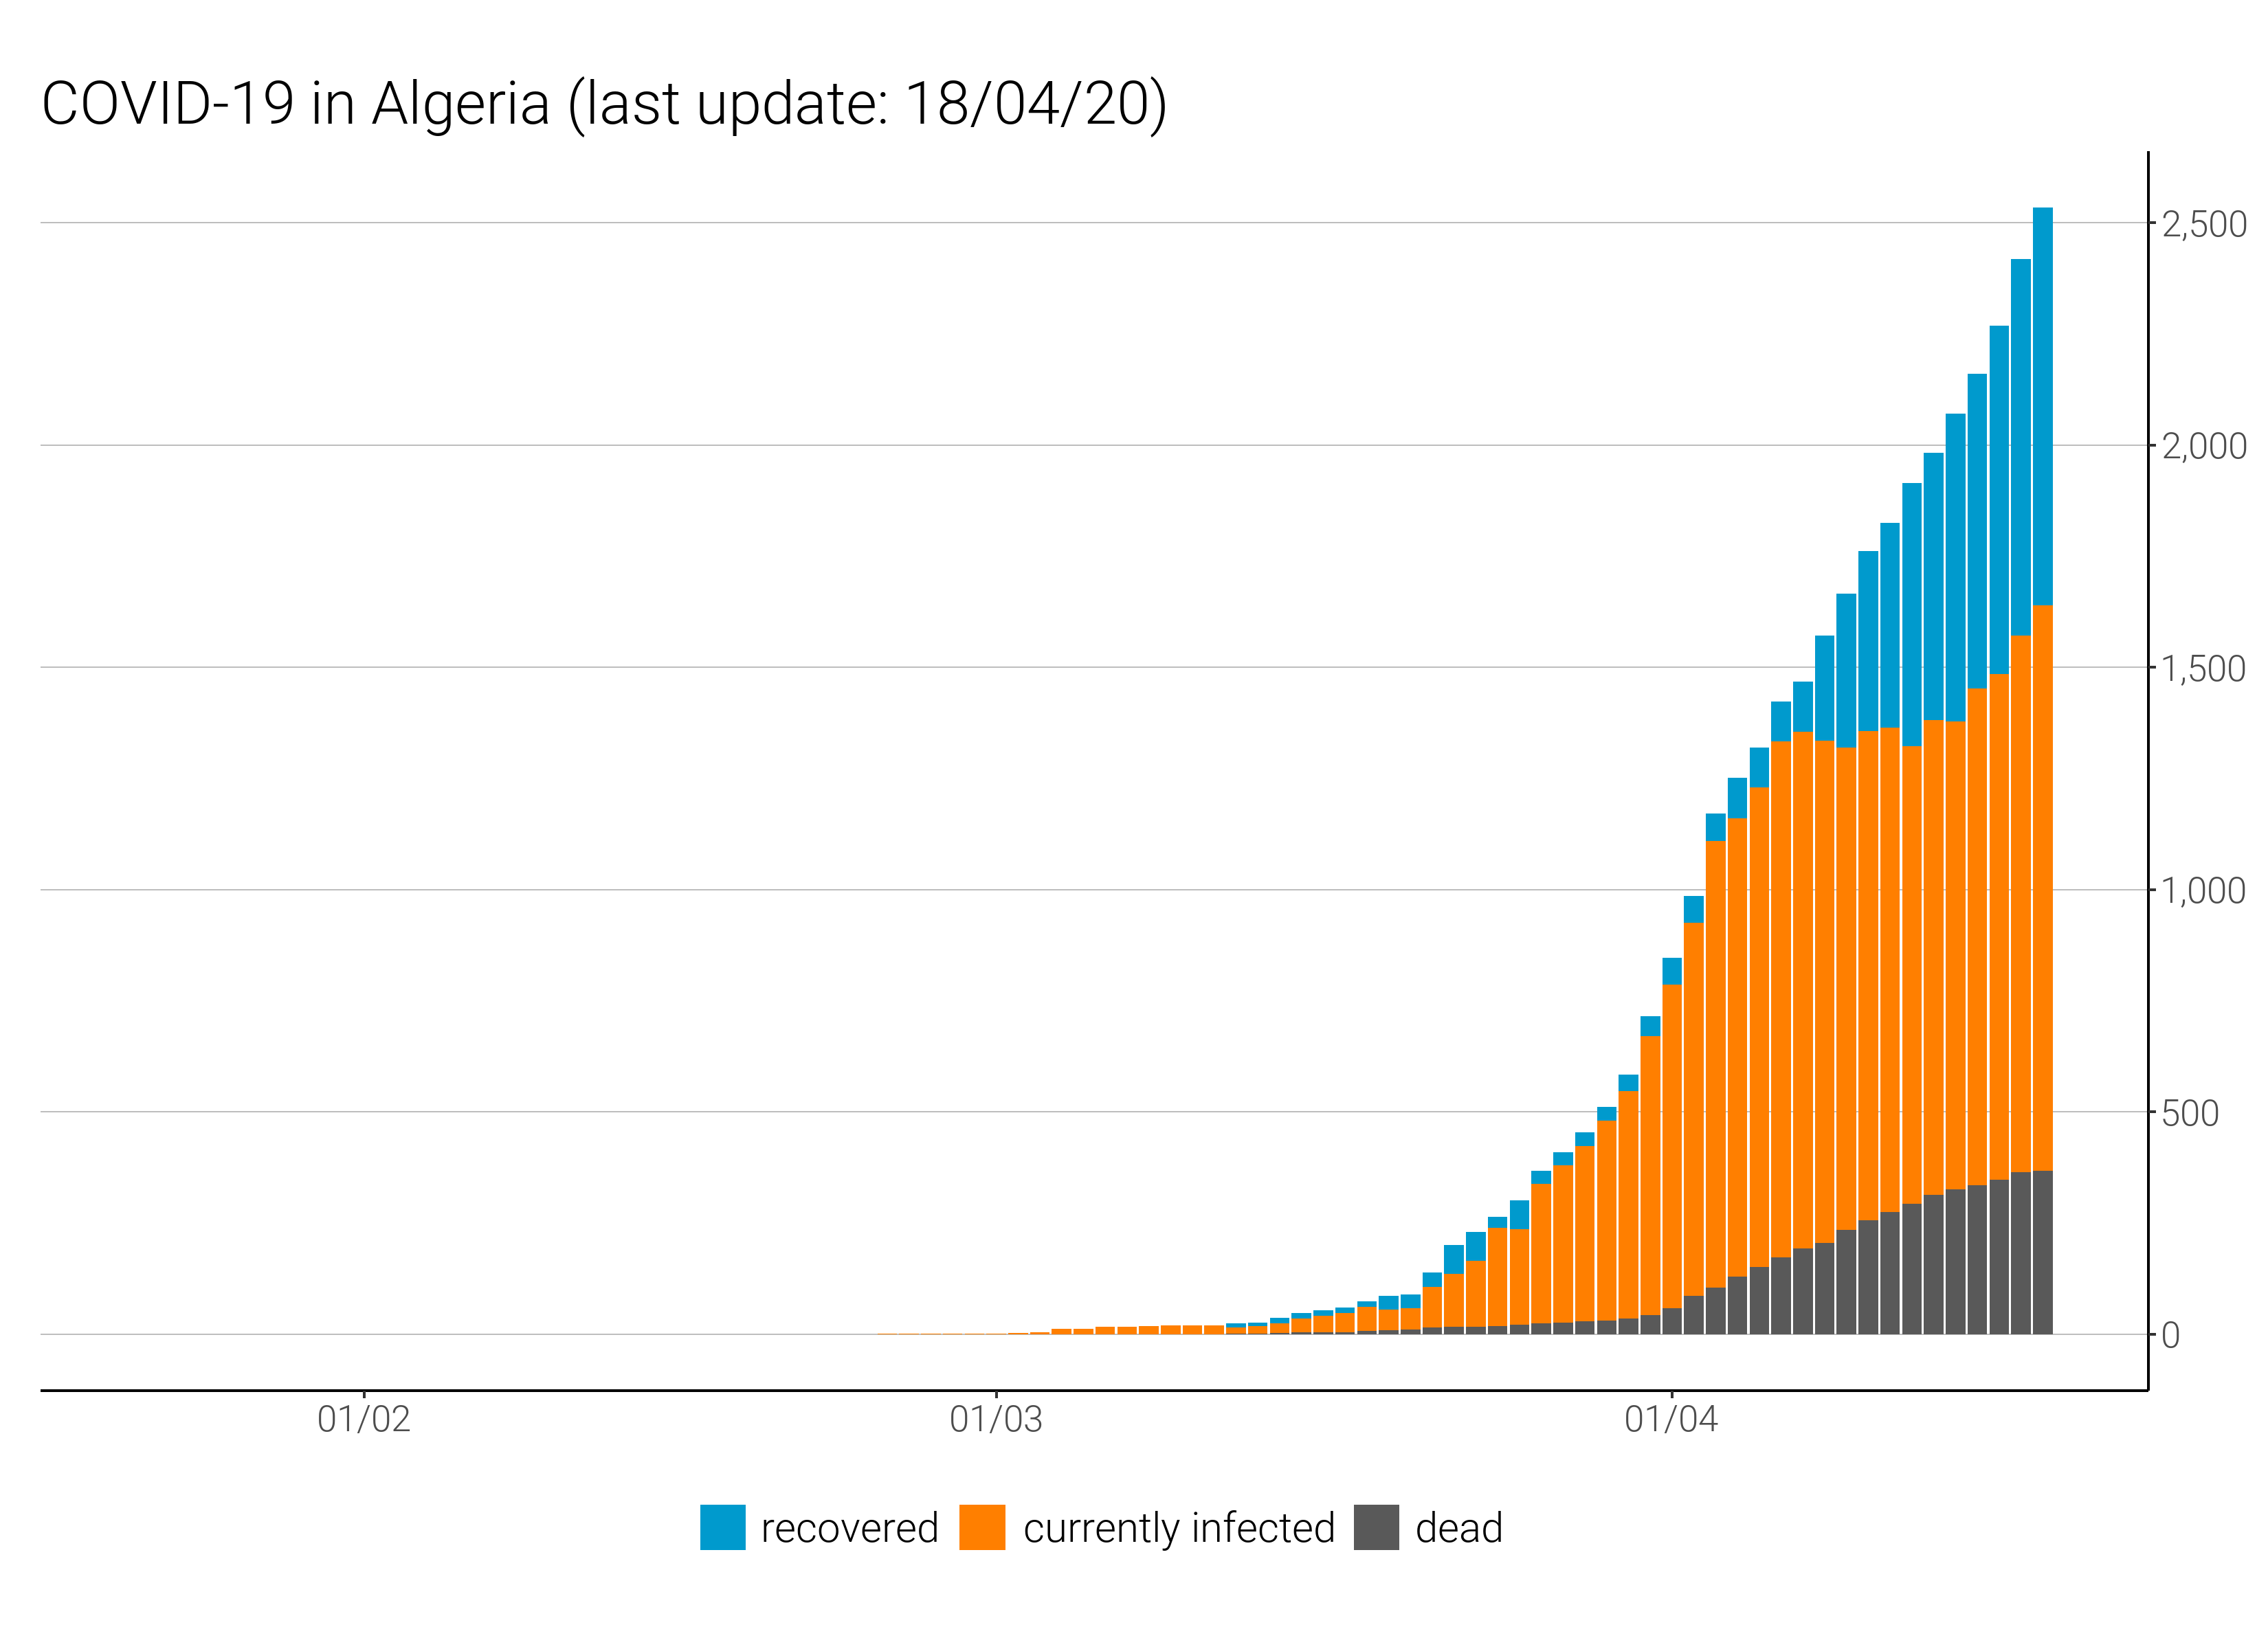 COVID-19 in Algeria (last update: 18/04/20)
2,500
2,000
1,500
1,000
500
0
01/02 01/03 01/04
recovered currently infected dead